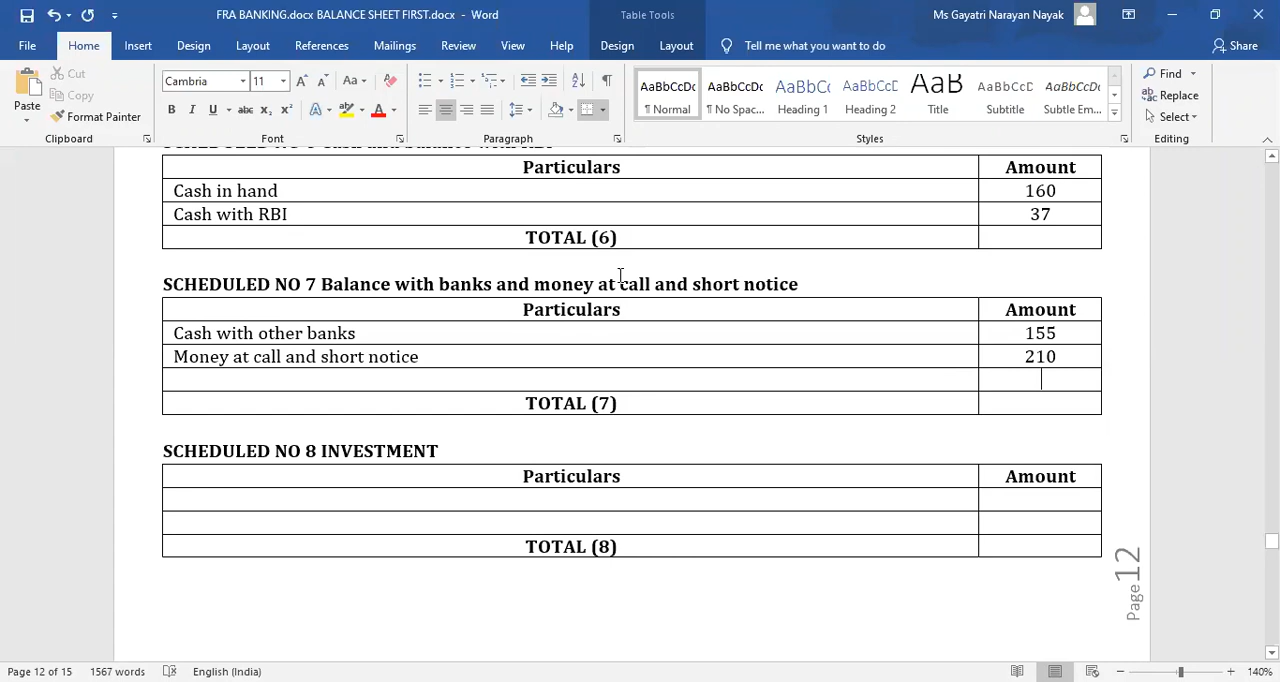 FRA BANKING.docx BALANCE SHEET FIRST.docx - Word
Table Tools
Ms Gayatri Narayan Nayak
File Home Insert Design Layout References Mailings Review View Help Design Layout Tell me what you want to do Share
Cut
Copy
Format Painter
Paste
Cambria 11
Aa
B I U abc X₂ X²
AaBbCcDc AaBbCcDc AaBbCc AaBbCcD AaB AaBbCcD AaBbCcDc
¶ Normal ¶ No Spac... Heading 1 Heading 2 Title Subtitle Subtle Em...
Find
Replace
Select
Clipboard Font Paragraph Styles Editing
Particulars Amount
Cash in hand 160
Cash with RBI 37
TOTAL (6)
SCHEDULED NO 7 Balance with banks and money at call and short notice
Particulars Amount
Cash with other banks 155
Money at call and short notice 210
TOTAL (7)
SCHEDULED NO 8 INVESTMENT
Particulars Amount
TOTAL (8)
Page 12
Page 12 of 15 1567 words English (India) 140%